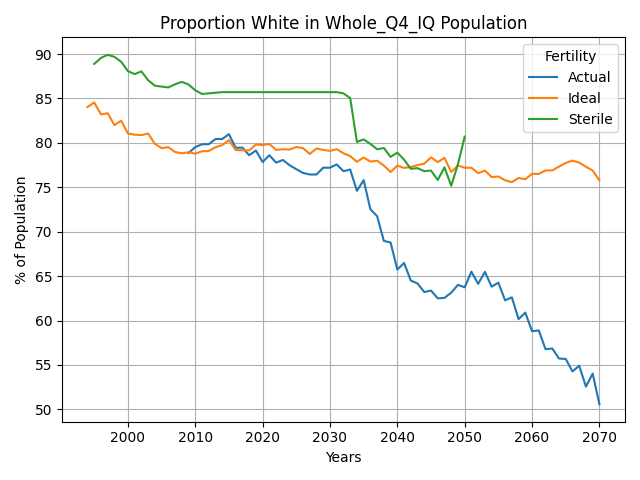 Proportion White in Whole_Q4_IQ Population
% of Population
90
85
80
75
70
65
60
55
50
Fertility
Actual
Ideal
Sterile
2000 2010 2020 2030 2040 2050 2060 2070
Years